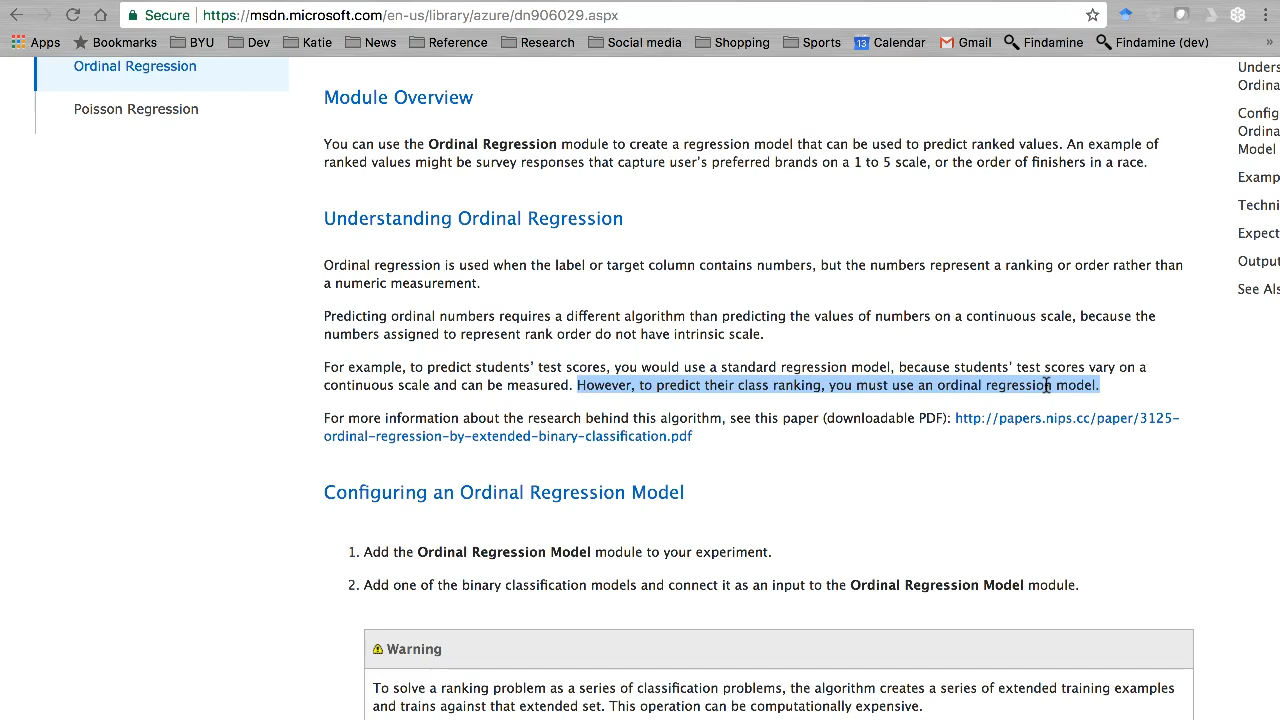 Secure https://msdn.microsoft.com/en-us/library/azure/dn906029.aspx
Apps Bookmarks BYU Dev Katie News Reference Research Social media Shopping Sports 13 Calendar Gmail Findamine Findamine (dev) »
Ordinal Regression
Poisson Regression
Module Overview
You can use the Ordinal Regression module to create a regression model that can be used to predict ranked values. An example of
ranked values might be survey responses that capture user's preferred brands on a 1 to 5 scale, or the order of finishers in a race.
Understanding Ordinal Regression
Ordinal regression is used when the label or target column contains numbers, but the numbers represent a ranking or order rather than
a numeric measurement.
Predicting ordinal numbers requires a different algorithm than predicting the values of numbers on a continuous scale, because the
numbers assigned to represent rank order do not have intrinsic scale.
For example, to predict students' test scores, you would use a standard regression model, because students' test scores vary on a
continuous scale and can be measured. However, to predict their class ranking, you must use an ordinal regression model.
For more information about the research behind this algorithm, see this paper (downloadable PDF): http://papers.nips.cc/paper/3125-
ordinal-regression-by-extended-binary-classification.pdf
Configuring an Ordinal Regression Model
1. Add the Ordinal Regression Model module to your experiment.
2. Add one of the binary classification models and connect it as an input to the Ordinal Regression Model module.
Warning
To solve a ranking problem as a series of classification problems, the algorithm creates a series of extended training examples
and trains against that extended set. This operation can be computationally expensive.
Unders
Ordina
Config
Ordina
Model
Examp
Techni
Expect
Output
See Als